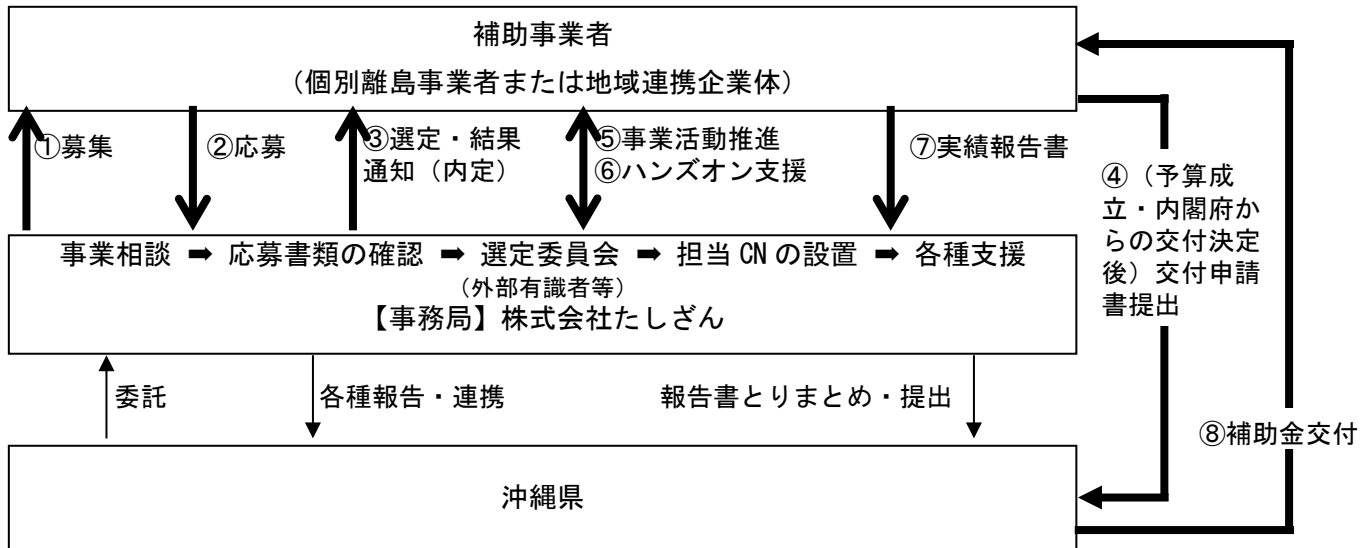 補助事業者
（個別離島事業者または地域連携企業体）
①募集
②応募
③選定・結果
通知（内定）
⑤事業活動推進
⑥ハンズオン支援
⑦実績報告書
④（予算成
立・内閣府か
らの交付決定
後）交付申請
書提出
事業相談 ➡ 応募書類の確認 ➡ 選定委員会 ➡ 担当 CN の設置 ➡ 各種支援
（外部有識者等）
【事務局】株式会社たしざん
委託
各種報告・連携
報告書とりまとめ・提出
⑧補助金交付
沖縄県